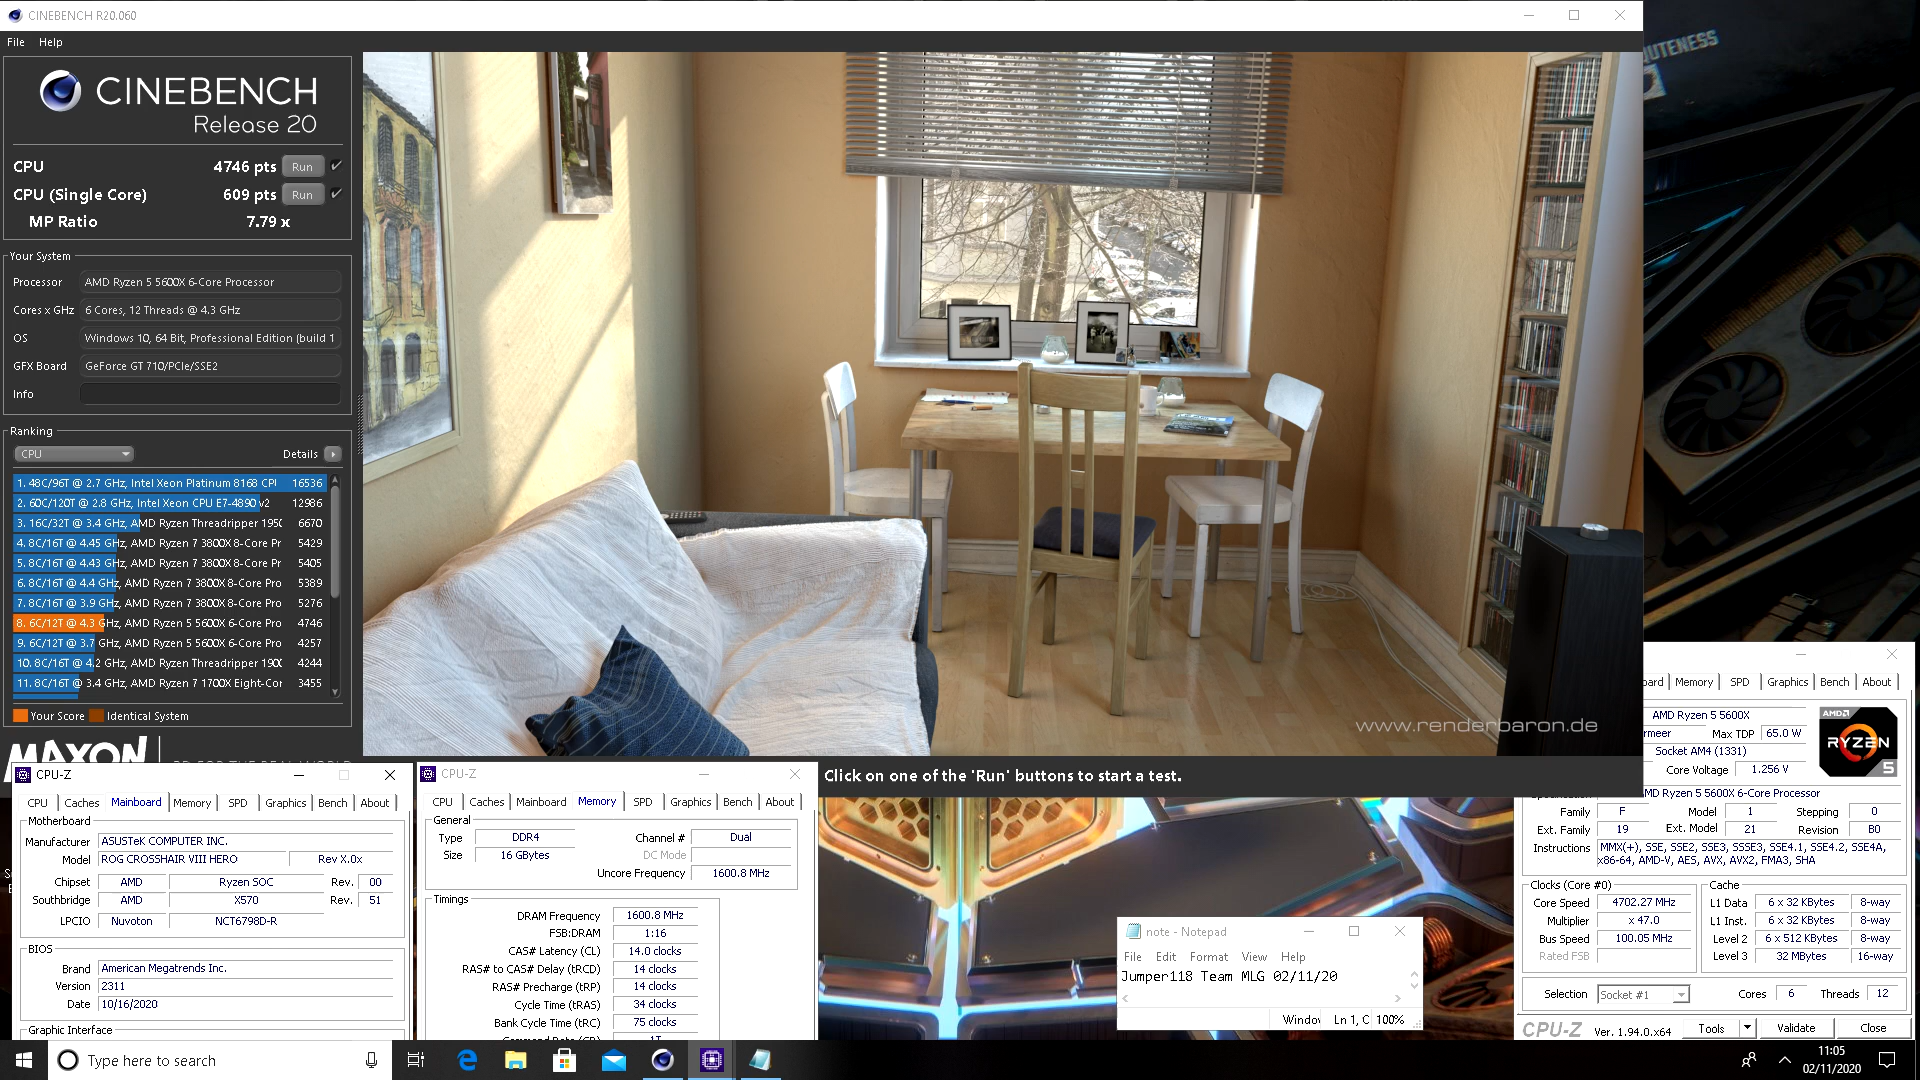 CINEBENCH R20.060
File Help
CINEBENCH
Release 20
CPU 4746 pts Run
CPU (Single Core) 609 pts Run
MP Ratio 7.79 x
Your System
Processor AMD Ryzen 5 5600X 6-Core Processor
Cores x GHz 6 Cores, 12 Threads @ 4.3 GHz
OS Windows 10, 64 Bit, Professional Edition (build 1
GFX Board GeForce GT 710/PCIe/SSE2
Info
Ranking
CPU Details
1. 48C/96T @ 2.7 GHz, Intel Xeon Platinum 8168 CPU 16536
2. 60C/120T @ 2.8 GHz, Intel Xeon CPU E7-4890 v2 12986
3. 16C/32T @ 3.4 GHz, AMD Ryzen Threadripper 1950 6670
4. 8C/16T @ 4.45 GHz, AMD Ryzen 7 3800X 8-Core Pr 5429
5. 8C/16T @ 4.43 GHz, AMD Ryzen 7 3800X 8-Core Pr 5405
6. 8C/16T @ 4.4 GHz, AMD Ryzen 7 3800X 8-Core Pro 5389
7. 8C/16T @ 3.9 GHz, AMD Ryzen 7 3800X 8-Core Pro 5276
8. 6C/12T @ 4.3 GHz, AMD Ryzen 5 5600X 6-Core Pro 4746
9. 6C/12T @ 3.7 GHz, AMD Ryzen 5 5600X 6-Core Pro 4257
10. 8C/16T @ 4.2 GHz, AMD Ryzen Threadripper 190 4244
11. 8C/16T @ 3.4 GHz, AMD Ryzen 7 1700X Eight-Cor 3455
Your Score Identical System
MAXON
www.renderbaron.de
Click on one of the 'Run' buttons to start a test.
CPU-Z
CPU Caches Mainboard Memory SPD Graphics Bench About
Motherboard
Manufacturer ASUSTeK COMPUTER INC.
Model ROG CROSSHAIR VIII HERO Rev X.0x
Chipset AMD Ryzen SOC Rev. 00
Southbridge AMD X570 Rev. 51
LPCIO Nuvoton NCT6798D-R
BIOS
Brand American Megatrends Inc.
Version 2311
Date 10/16/2020
Graphic Interface
CPU-Z
CPU Caches Mainboard Memory SPD Graphics Bench About
General
Type DDR4 Channel # Dual
Size 16 GBytes DC Mode
Uncore Frequency 1600.8 MHz
Timings
DRAM Frequency 1600.8 MHz
FSB:DRAM 1:16
CAS# Latency (CL) 14.0 clocks
RAS# to CAS# Delay (tRCD) 14 clocks
RAS# Precharge (tRP) 14 clocks
Cycle Time (tRAS) 34 clocks
Bank Cycle Time (tRC) 75 clocks
note - Notepad
File Edit Format View Help
Jumper118 Team MLG 02/11/20
Window Ln 1, C 100%
oard Memory SPD Graphics Bench About
AMD Ryzen 5 5600X
rmeer Max TDP 65.0 W
Socket AM4 (1331)
Core Voltage 1.256 V
AMD
RYZEN
5
MD Ryzen 5 5600X 6-Core Processor
Family F Model 1 Stepping 0
Ext. Family 19 Ext. Model 21 Revision B0
Instructions MMX(+), SSE, SSE2, SSE3, SSSE3, SSE4.1, SSE4.2, SSE4A,
x86-64, AMD-V, AES, AVX, AVX2, FMA3, SHA
Clocks (Core #0)
Core Speed 4702.27 MHz
Multiplier x 47.0
Bus Speed 100.05 MHz
Rated FSB
Cache
L1 Data 6 x 32 KBytes 8-way
L1 Inst. 6 x 32 KBytes 8-way
Level 2 6 x 512 KBytes 8-way
Level 3 32 MBytes 16-way
Selection Socket #1 Cores 6 Threads 12
CPU-Z Ver. 1.94.0.x64 Tools Validate Close
Type here to search
11:05
02/11/2020